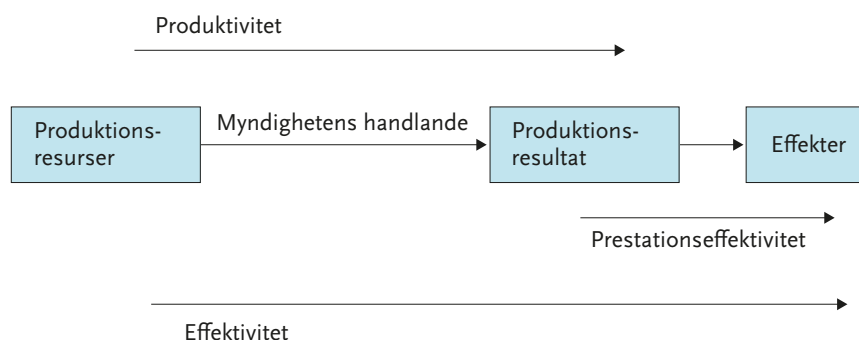 Produktivitet
Produktions-
resurser
Myndighetens handlande
Produktions-
resultat
Effekter
Prestationseffektivitet
Effektivitet